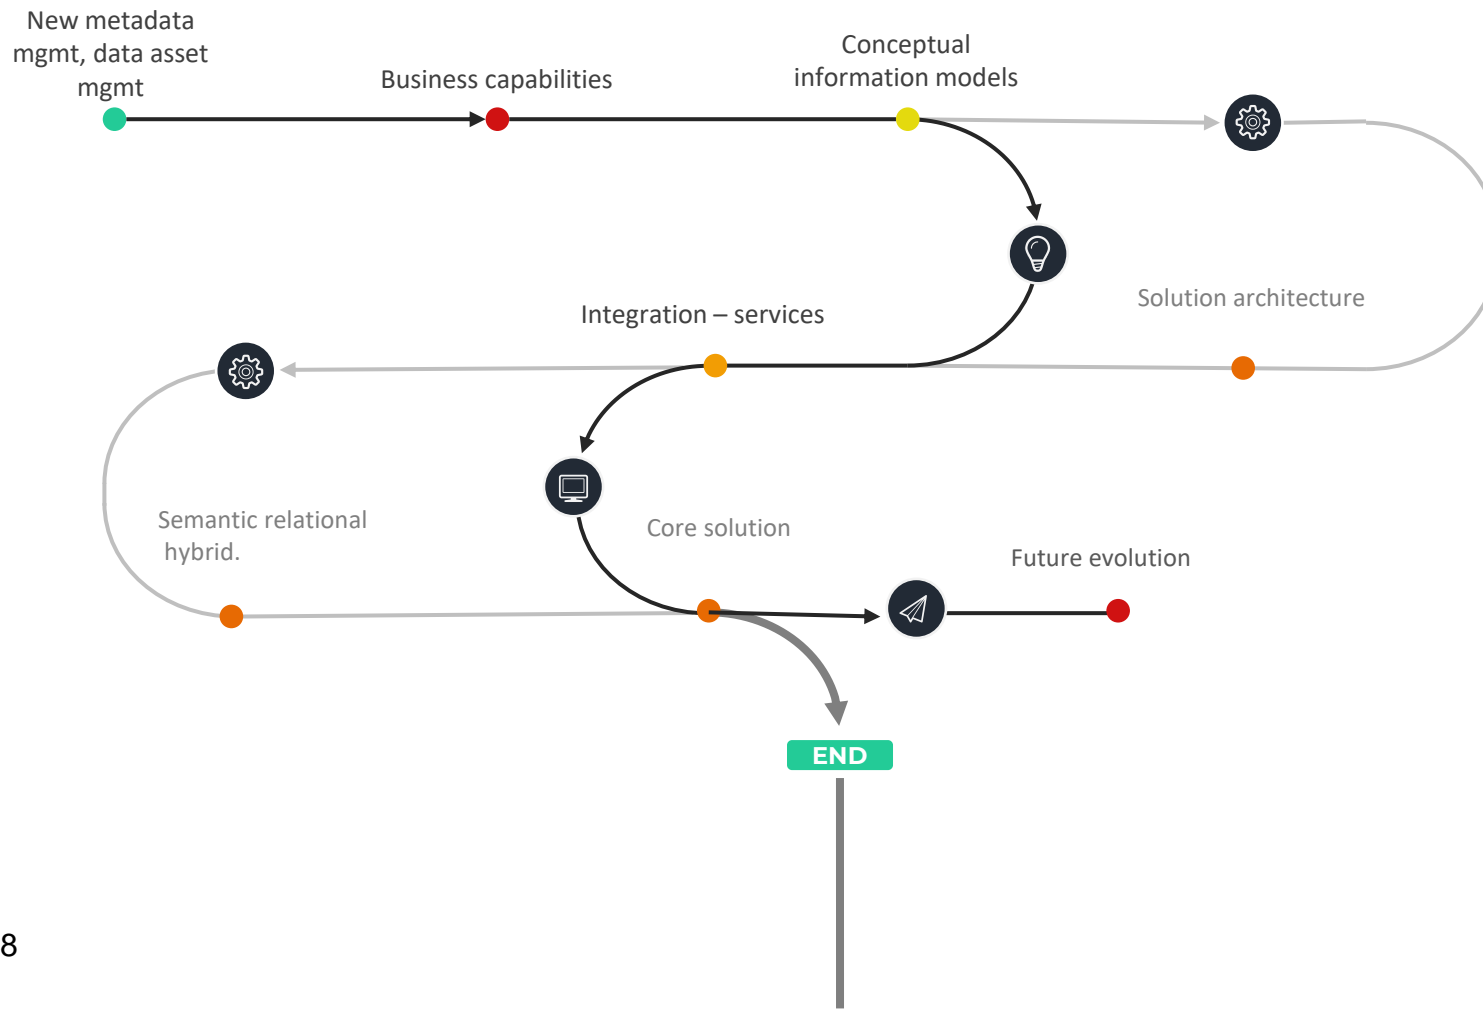 New metadata
mgmt, data asset
mgmt
Business capabilities
Conceptual
information models
Solution architecture
Integration – services
Semantic relational
hybrid.
Core solution
Future evolution
END
8